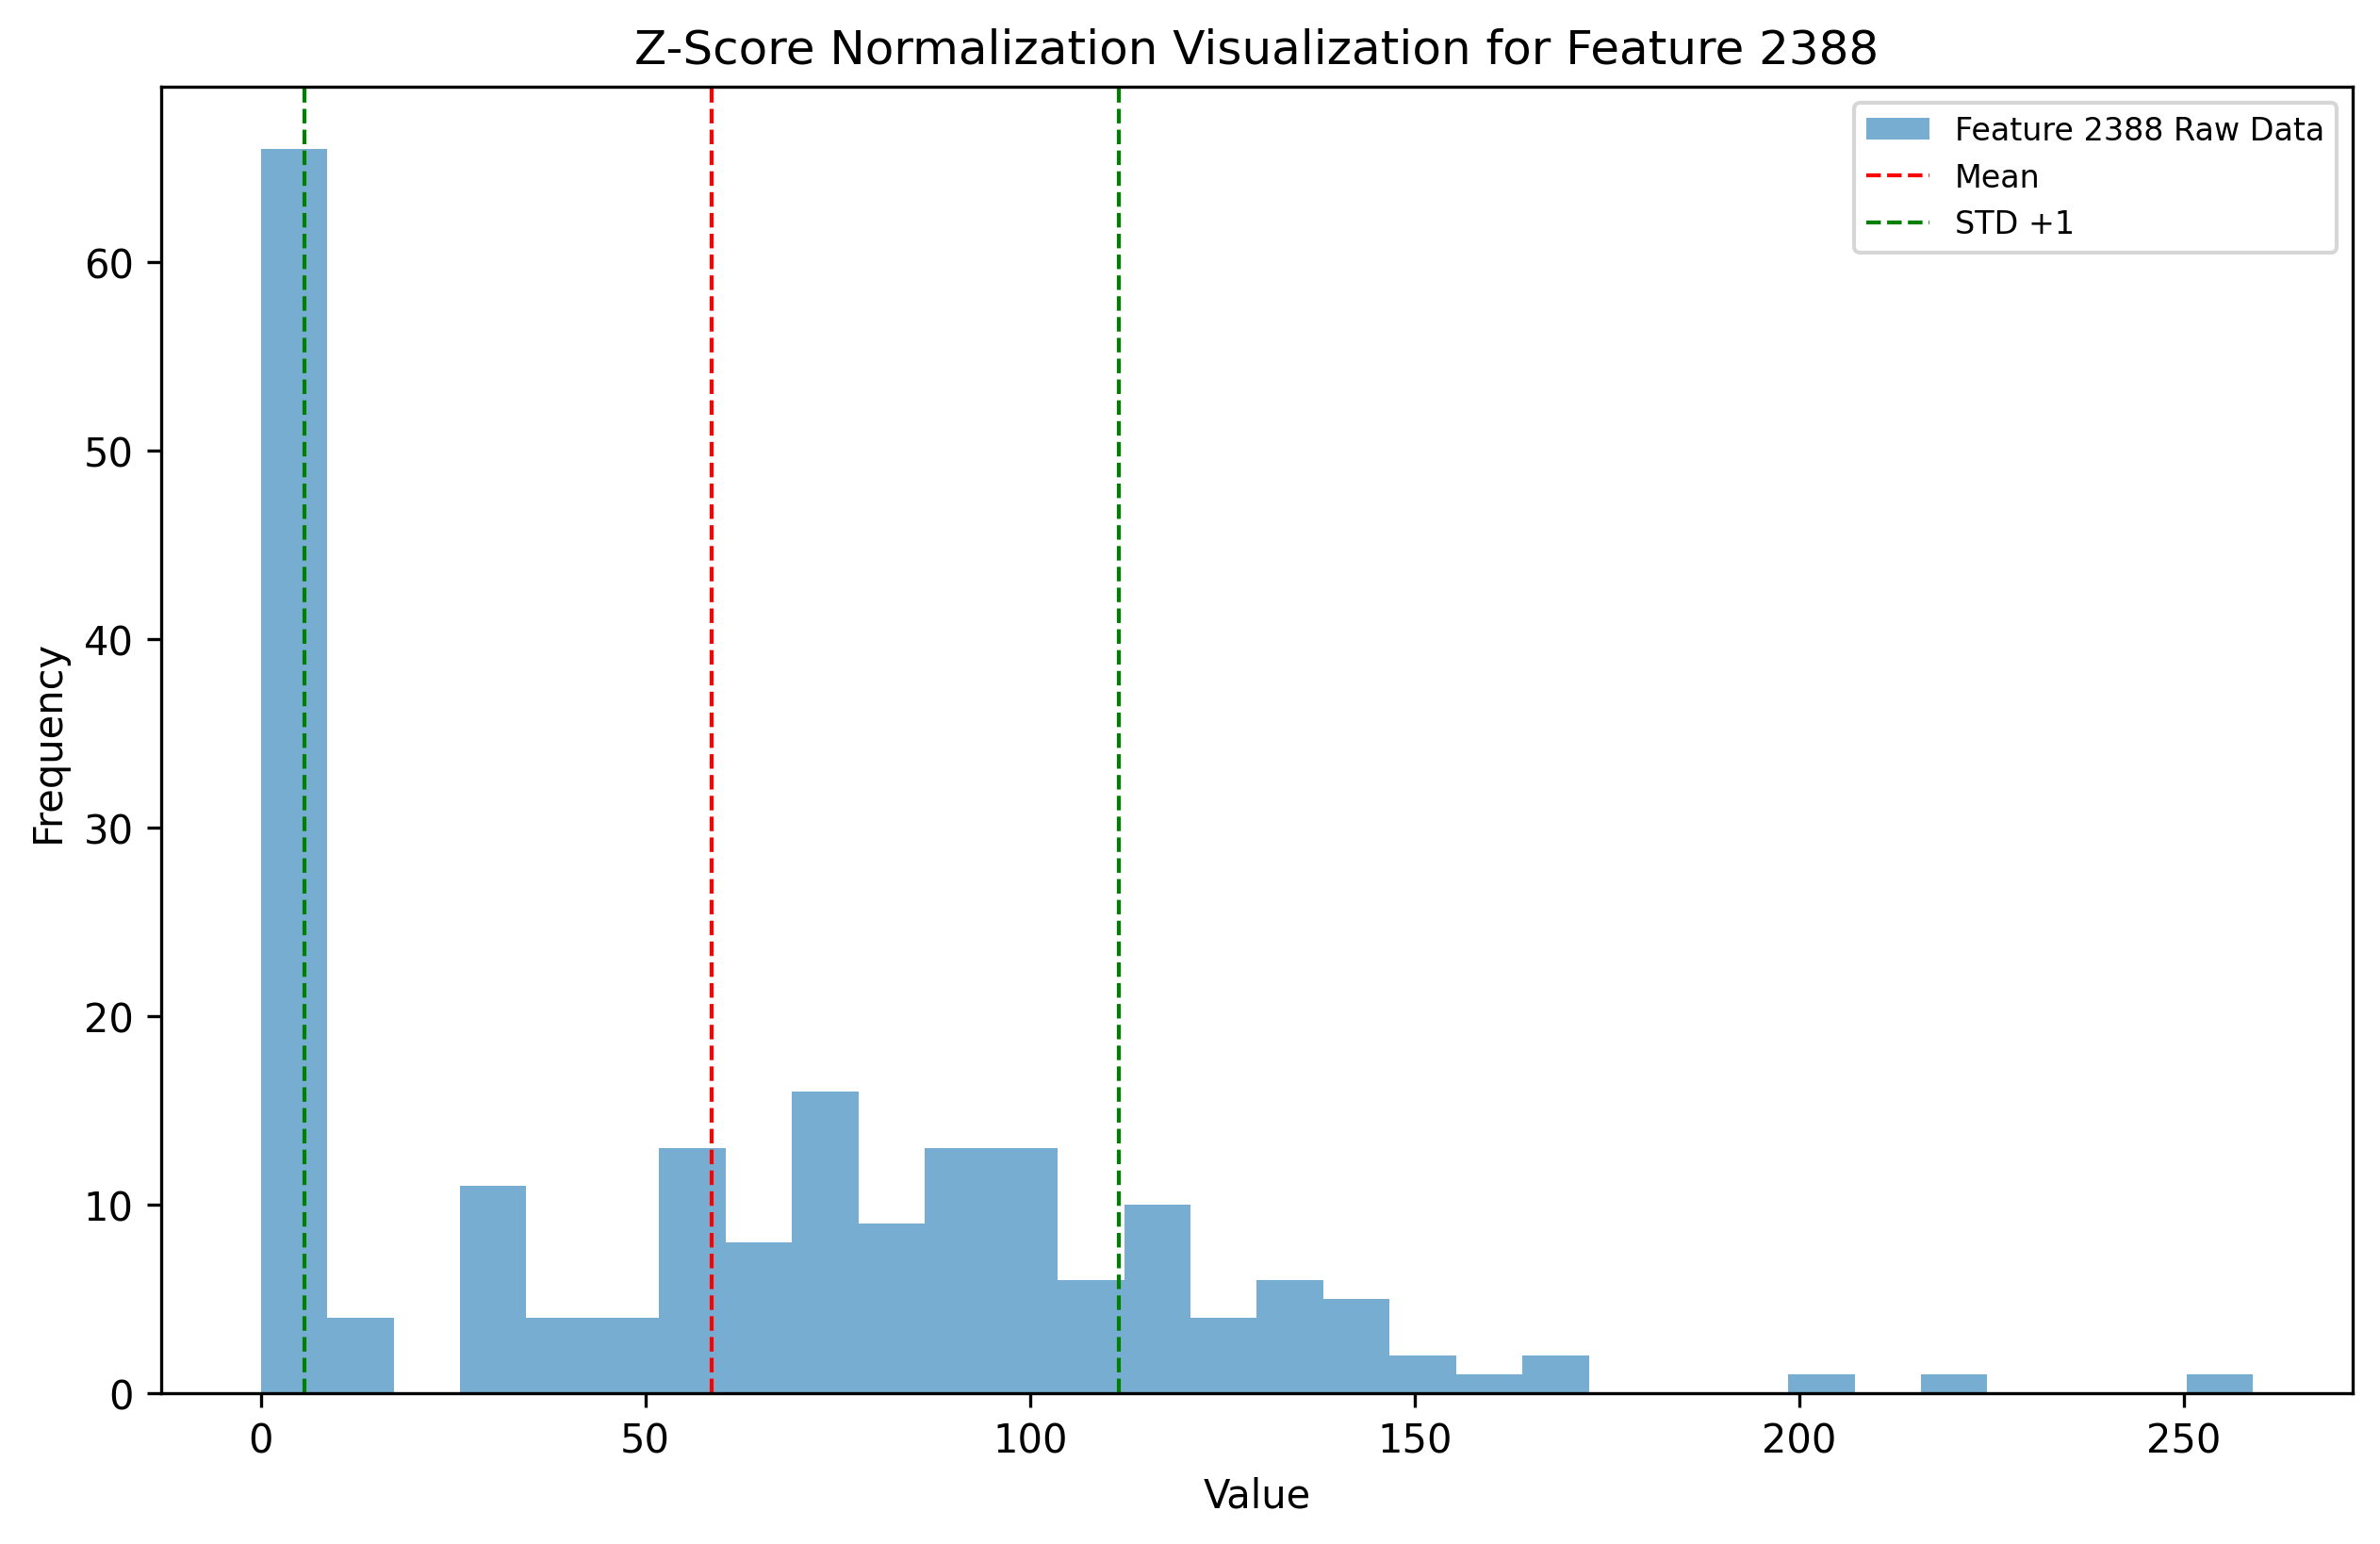 Z-Score Normalization Visualization for Feature 2388
Feature 2388 Raw Data
Mean
STD +1
Frequency
60
50
40
30
20
10
0
0 50 100 150 200 250
Value